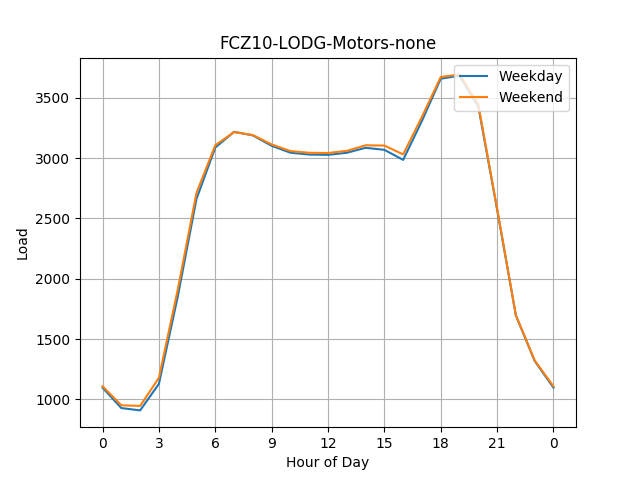 FCZ10-LODG-Motors-none
Weekday
Weekend
3500
3000
2500
2000
1500
1000
Load
0 3 6 9 12 15 18 21 0
Hour of Day